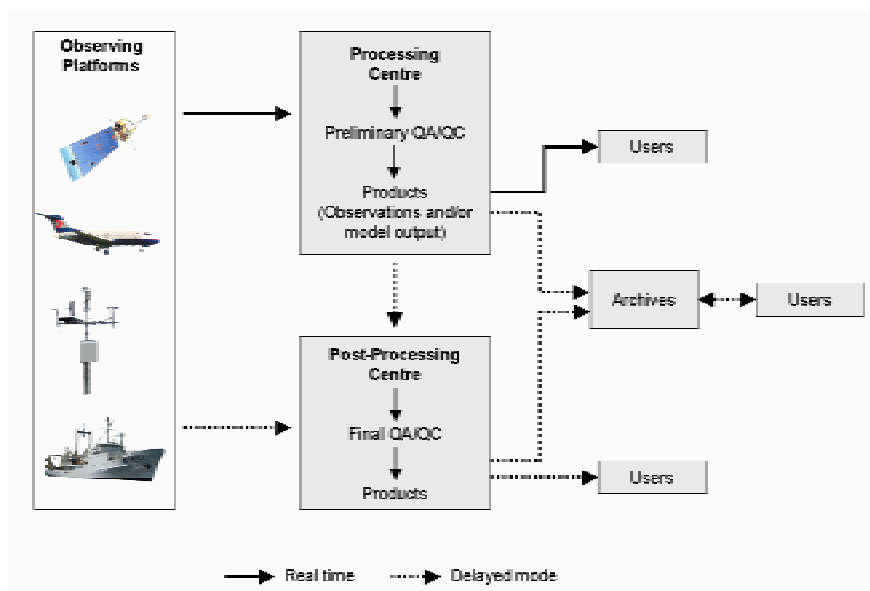 Observing
Platforms
Processing
Centre
Preliminary QA/QC
Products
(Observations and/or
model output)
Users
Archives
Users
Post-Processing
Centre
Final QA/QC
Products
Users
Real time
Delayed mode